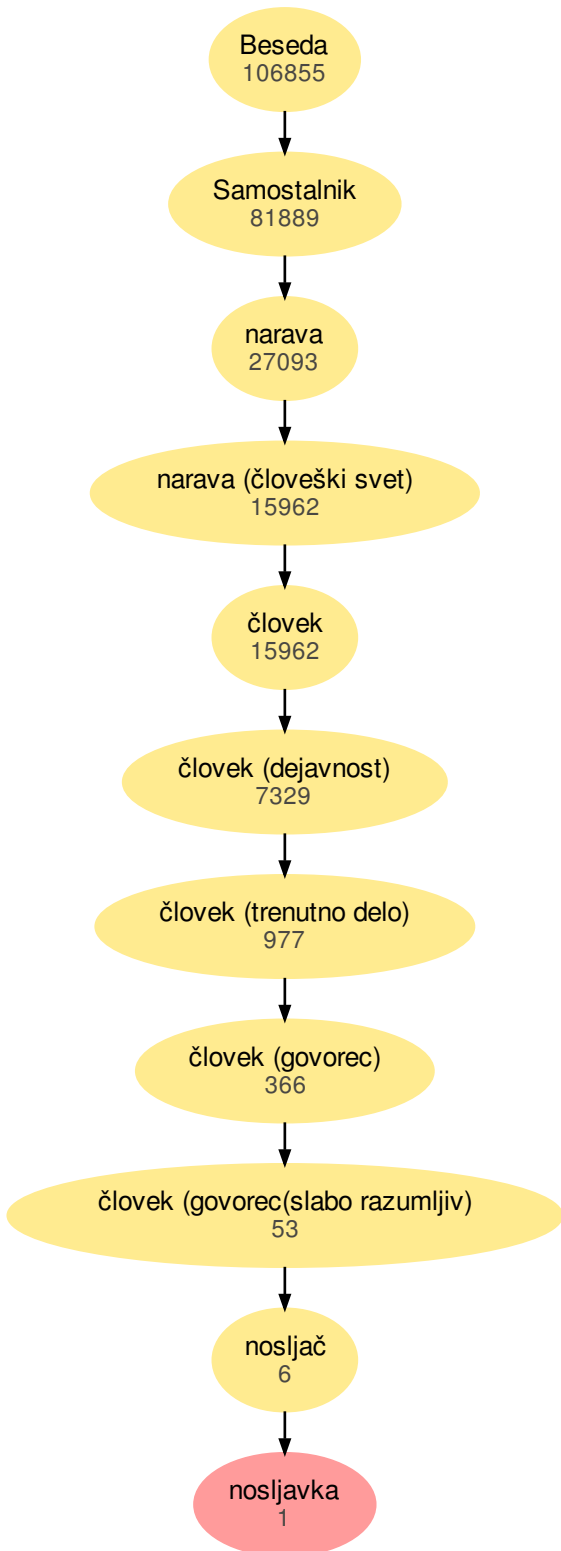 Beseda
106855
Samostalnik
81889
narava
27093
narava (človeški svet)
15962
človek
15962
človek (dejavnost)
7329
človek (trenutno delo)
977
človek (govorec)
366
človek (govorec(slabo razumljiv)
53
nosljač
6
nosljavka
1